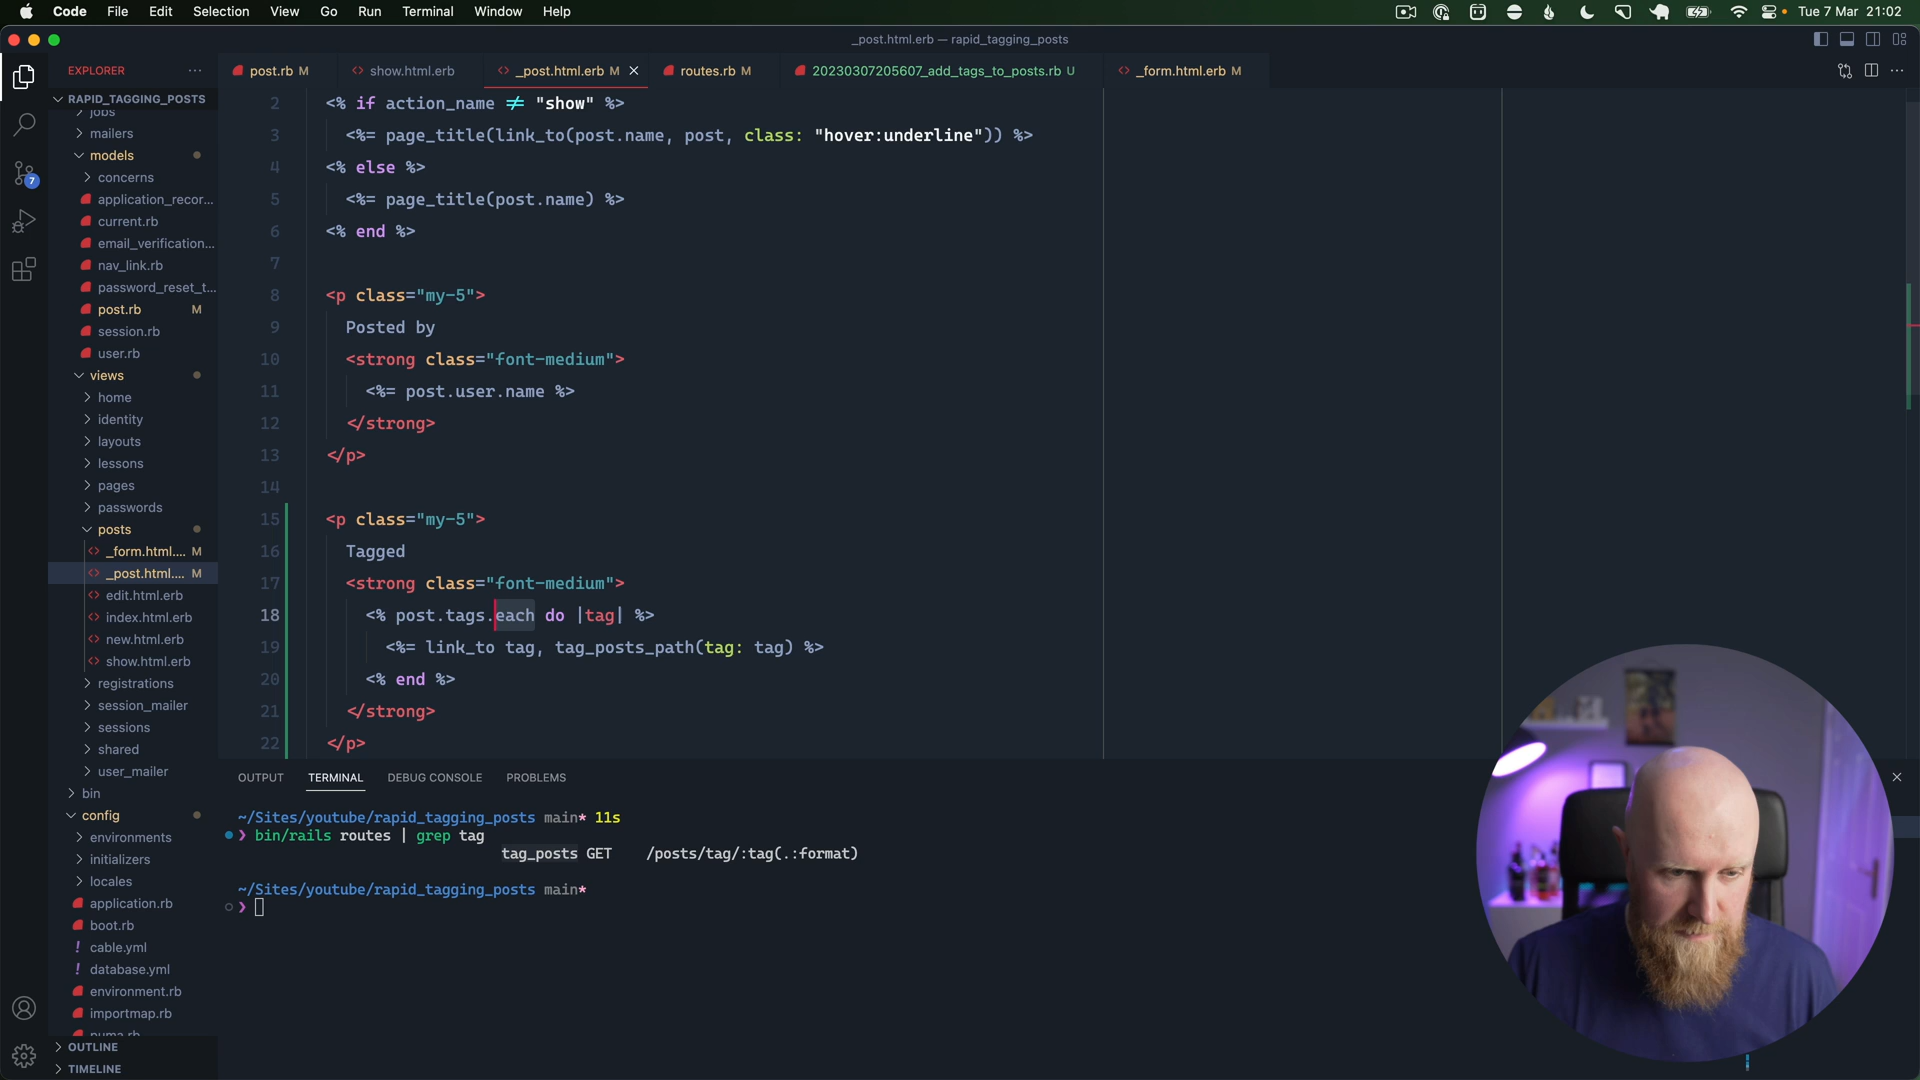 Code File Edit Selection View Go Run Terminal Window Help
Tue 7 Mar 21:02
_post.html.erb — rapid_tagging_posts
EXPLORER
post.rb M
show.html.erb
_post.html.erb M
routes.rb M
20230307205607_add_tags_to_posts.rb U
_form.html.erb M
RAPID_TAGGING_POSTS
jobs
mailers
models
concerns
application_recor...
current.rb
email_verification...
nav_link.rb
password_reset_t...
post.rb M
session.rb
user.rb
views
home
identity
layouts
lessons
pages
passwords
posts
_form.html.... M
_post.html.... M
edit.html.erb
index.html.erb
new.html.erb
show.html.erb
registrations
session_mailer
sessions
shared
user_mailer
bin
config
environments
initializers
locales
application.rb
boot.rb
cable.yml
database.yml
environment.rb
importmap.rb
puma.rb
OUTLINE
TIMELINE
7
2 <% if action_name != "show" %>
3 <%= page_title(link_to(post.name, post, class: "hover:underline")) %>
4 <% else %>
5 <%= page_title(post.name) %>
6 <% end %>
7
8 <p class="my-5">
9 Posted by
10 <strong class="font-medium">
11 <%= post.user.name %>
12 </strong>
13 </p>
14
15 <p class="my-5">
16 Tagged
17 <strong class="font-medium">
18 <% post.tags.each do |tag| %>
19 <%= link_to tag, tag_posts_path(tag: tag) %>
20 <% end %>
21 </strong>
22 </p>
OUTPUT TERMINAL DEBUG CONSOLE PROBLEMS
~/Sites/youtube/rapid_tagging_posts main* 11s
❯ bin/rails routes | grep tag
tag_posts GET /posts/tag/:tag(.:format)
~/Sites/youtube/rapid_tagging_posts main*
❯